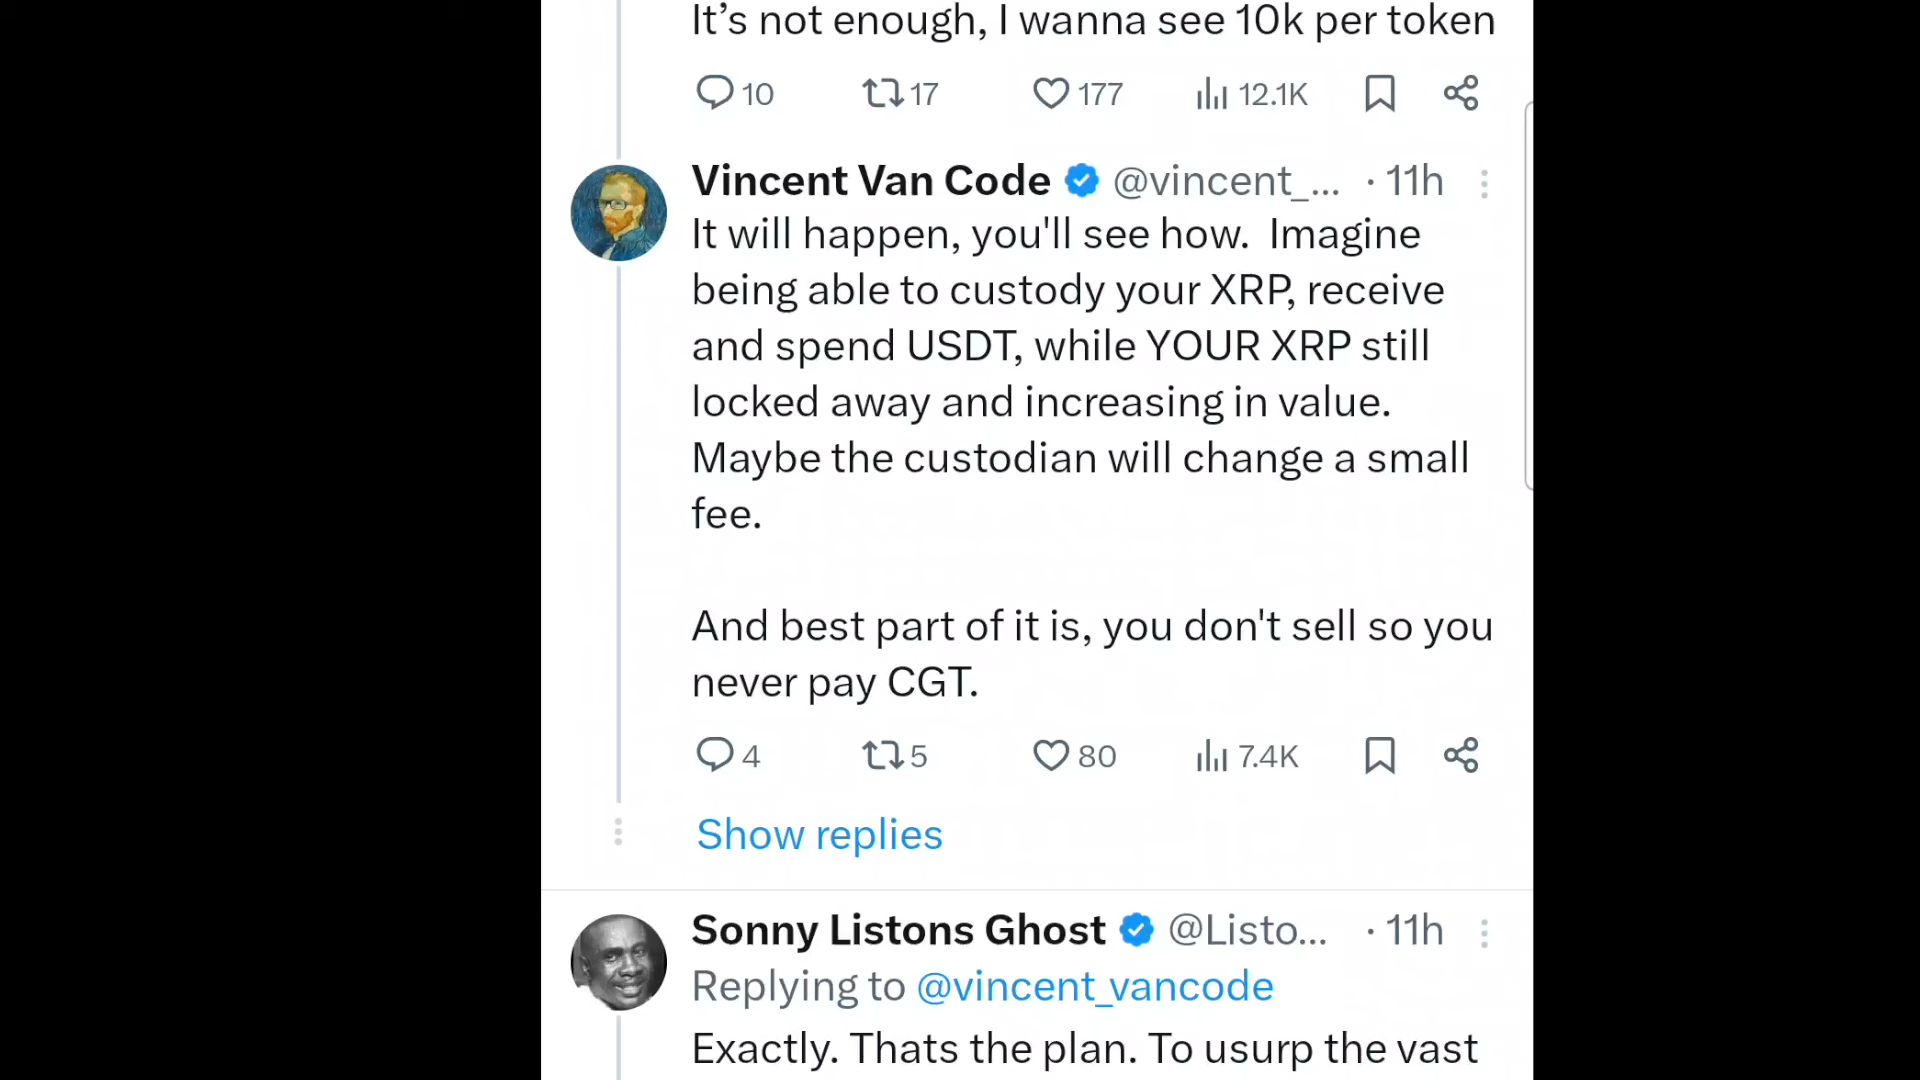 It’s not enough, I wanna see 10k per token
10 17 177 12.1K
Vincent Van Code @vincent_... · 11h
It will happen, you'll see how.  Imagine
being able to custody your XRP, receive
and spend USDT, while YOUR XRP still
locked away and increasing in value.
Maybe the custodian will change a small
fee.
And best part of it is, you don't sell so you
never pay CGT.
4 5 80 7.4K
Show replies
Sonny Listons Ghost @Listo... · 11h
Replying to @vincent_vancode
Exactly. Thats the plan. To usurp the vast